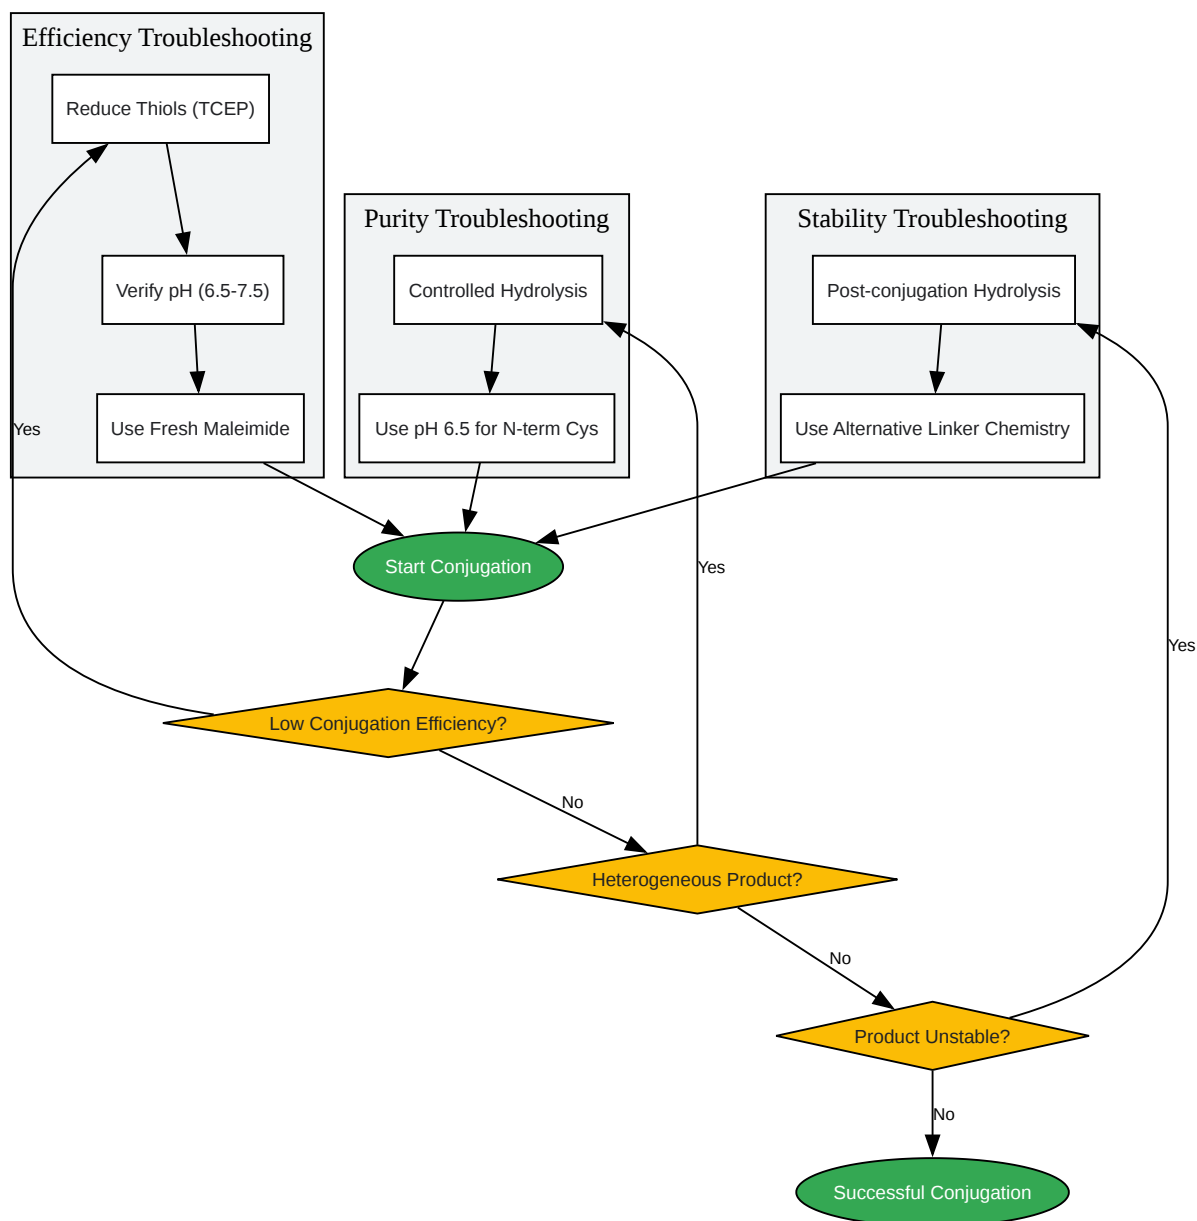 Efficiency Troubleshooting
Reduce Thiols (TCEP)
Purity Troubleshooting
Stability Troubleshooting
Verify pH (6.5-7.5)
Controlled Hydrolysis
Post-conjugation Hydrolysis
Yes
Use Fresh Maleimide
Use pH 6.5 for N-term Cys
Use Alternative Linker Chemistry
Start Conjugation
Yes
Yes
Low Conjugation Efficiency?
No
Heterogeneous Product?
No
Product Unstable?
No
Successful Conjugation